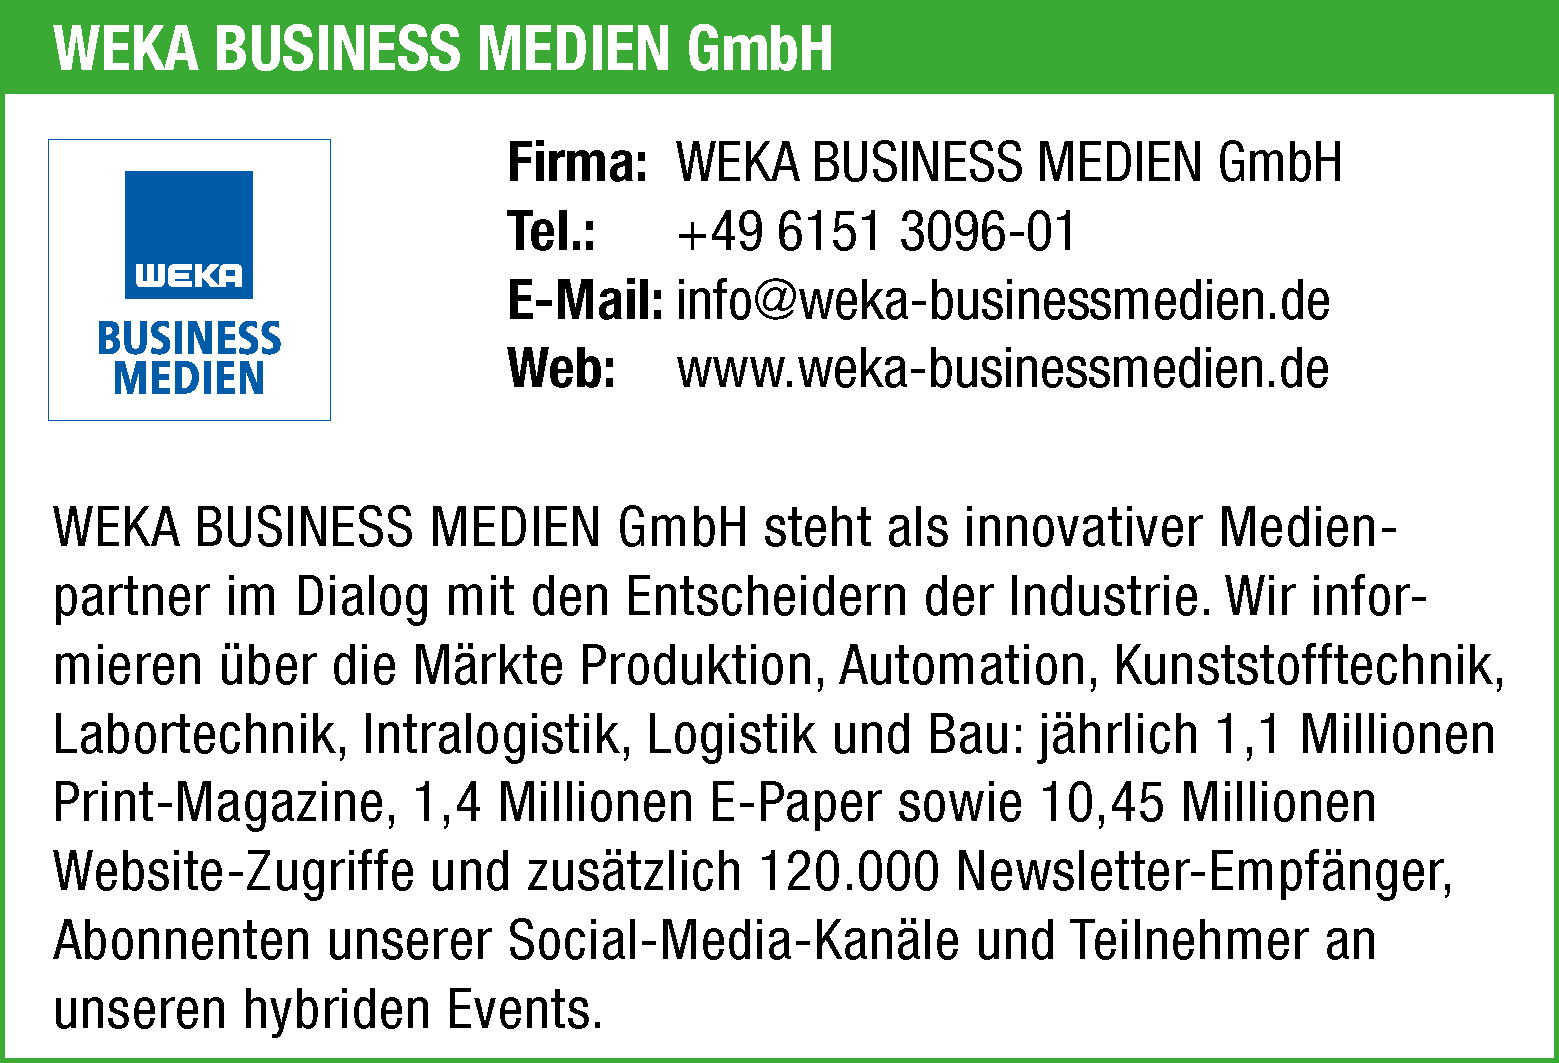 WEKA BUSINESS MEDIEN GmbH
WEKA
BUSINESS
MEDIEN
Firma: WEKA BUSINESS MEDIEN GmbH
Tel.: +49 6151 3096-01
E-Mail: info@weka-businessmedien.de
Web: www.weka-businessmedien.de
WEKA BUSINESS MEDIEN GmbH steht als innovativer Medien-
partner im Dialog mit den Entscheidern der Industrie. Wir infor-
mieren über die Märkte Produktion, Automation, Kunststofftechnik,
Labortechnik, Intralogistik, Logistik und Bau: jährlich 1,1 Millionen
Print-Magazine, 1,4 Millionen E-Paper sowie 10,45 Millionen
Website-Zugriffe und zusätzlich 120.000 Newsletter-Empfänger,
Abonnenten unserer Social-Media-Kanäle und Teilnehmer an
unseren hybriden Events.